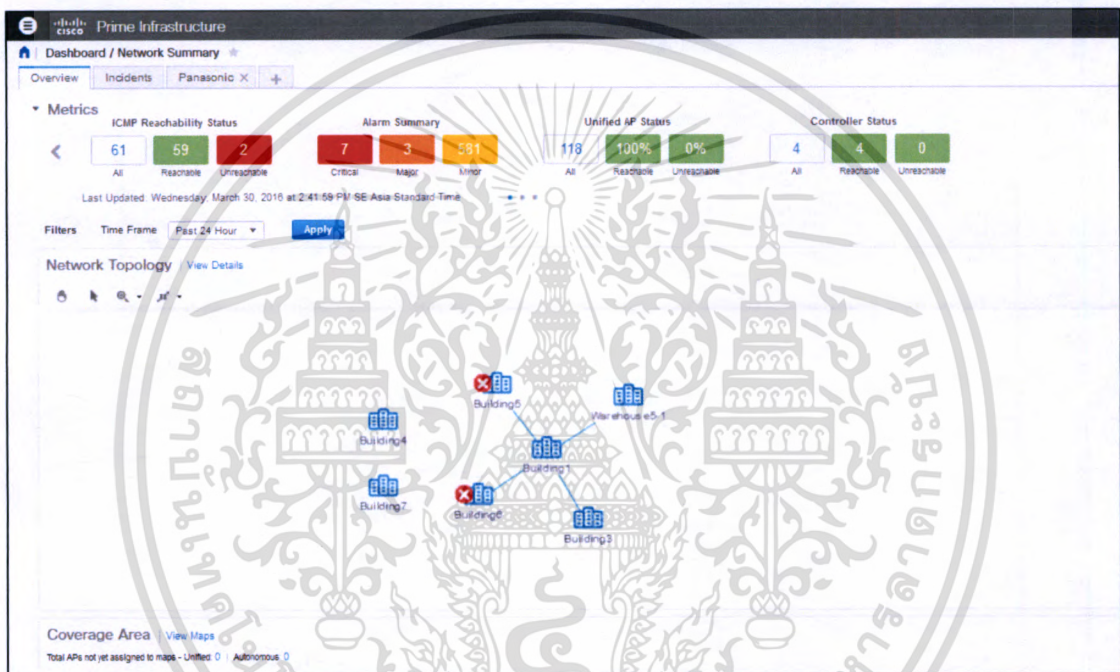 cisco Prime Infrastructure
Dashboard / Network Summary
Overview Incidents Panasonic × +
Metrics
ICMP Reachability Status Alarm Summary Unified AP Status Controller Status
61 59 2 7 3 581 118 100% 0% 4 4 0
All Reachable Unreachable Critical Major Minor All Reachable Unreachable All Reachable Unreachable
Last Updated: Wednesday, March 30, 2016 at 2:41:59 PM SE Asia Standard Time
Filters Time Frame Past 24 Hour Apply
Network Topology View Details
Building5
Warehouse5-1
Building4
Building1
Building7
Building6
Building3
Coverage Area View Maps
Total APs not yet assigned to maps - Unified: 0 Autonomous: 0